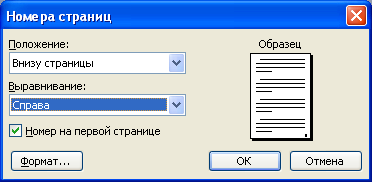 Номера страниц
Положение:
Образец
Внизу страницы
Выравнивание:
Справа
Номер на первой странице
Формат... ОК Отмена